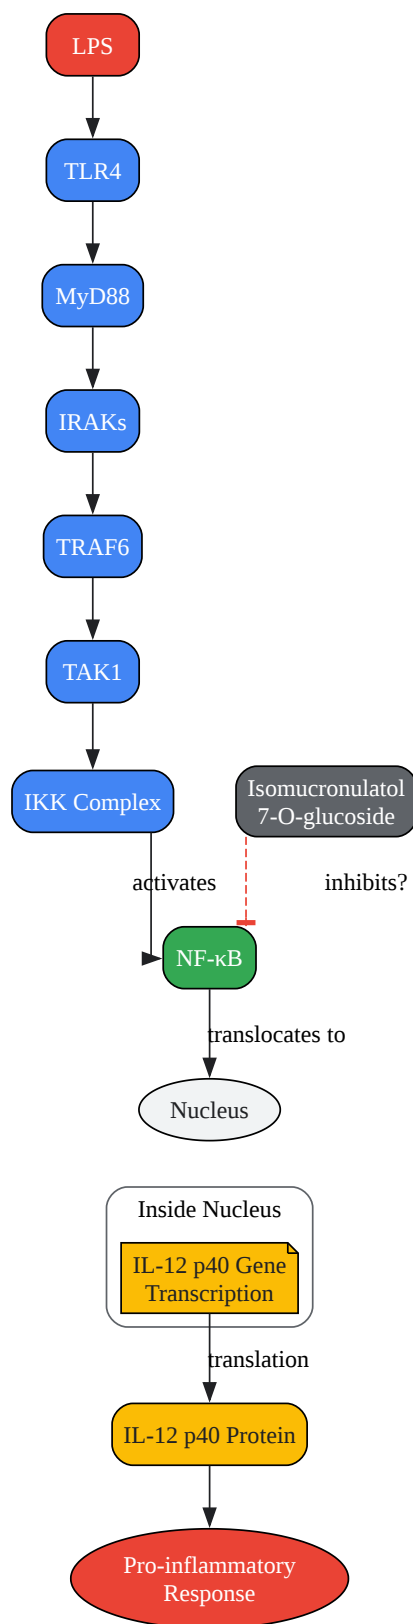 LPS
TLR4
MyD88
IRAKs
TRAF6
TAK1
IKK Complex
Isomucronulatol
7-O-glucoside
activates
inhibits?
NF-κB
translocates to
Nucleus
Inside Nucleus
IL-12 p40 Gene
Transcription
translation
IL-12 p40 Protein
Pro-inflammatory
Response